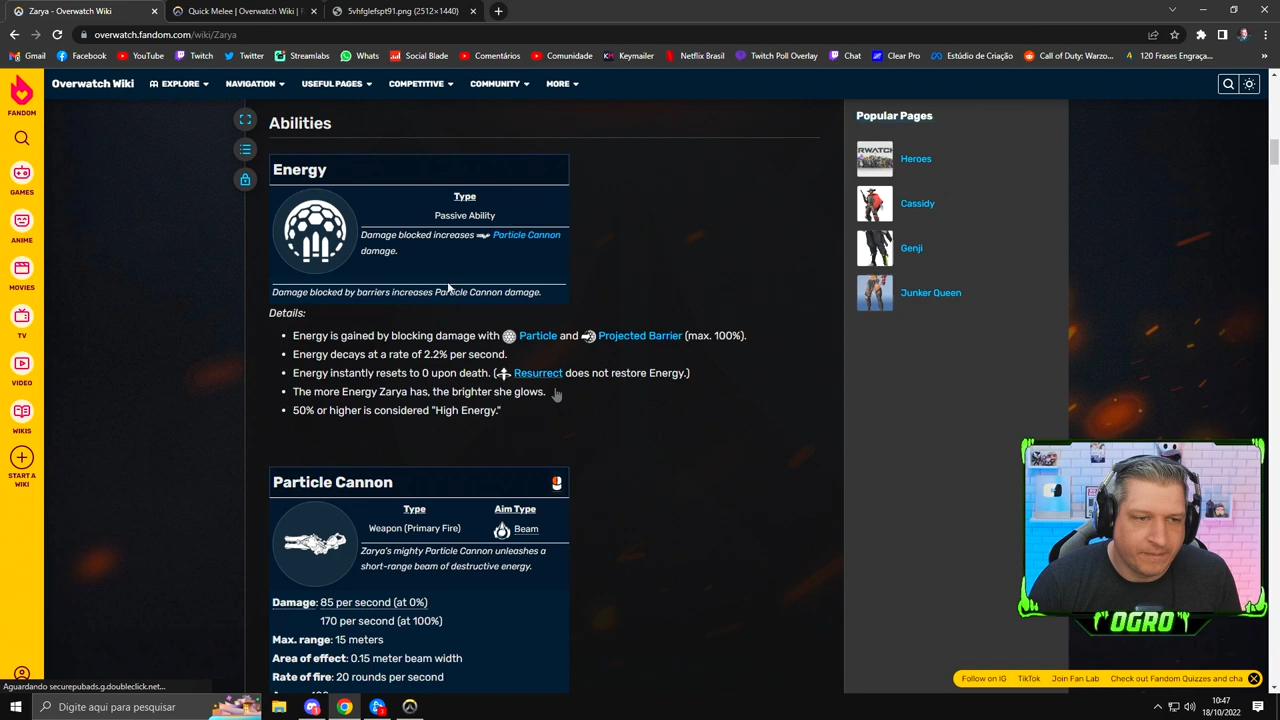 Zarya - Overwatch Wiki
Quick Melee | F
5vhfglefspt91.png (2512×1440)
overwatch.fandom.com/wiki/Zarya
Gmail
Facebook
YouTube
Twitch
Twitter
Streamlabs
Whats
Social Blade
Comentários
Comunidade
Keymailer
Netflix Brasil
Twitch Poll Overlay
Chat
Clear Pro
Estúdio de Criação
Call of Duty: Warzo...
120 Frases Engraça...
Overwatch Wiki
EXPLORE
NAVIGATION
USEFUL PAGES
COMPETITIVE
COMMUNITY
MORE
FANDOM
GAMES
ANIME
MOVIES
TV
VIDEO
WIKIS
START A
WIKI
Abilities
Energy
Type
Passive Ability
Damage blocked increases Particle Cannon
damage.
Damage blocked by barriers increases Particle Cannon damage.
Details:
Energy is gained by blocking damage with Particle and Projected Barrier (max. 100%).
Energy decays at a rate of 2.2% per second.
Energy instantly resets to 0 upon death. (Resurrect does not restore Energy.)
The more Energy Zarya has, the brighter she glows.
50% or higher is considered "High Energy."
Particle Cannon
Type
Aim Type
Weapon (Primary Fire)
Beam
Zarya's mighty Particle Cannon unleashes a
short-range beam of destructive energy.
Damage: 85 per second (at 0%)
170 per second (at 100%)
Max. range: 15 meters
Area of effect: 0.15 meter beam width
Rate of fire: 20 rounds per second
Popular Pages
Heroes
Cassidy
Genji
Junker Queen
OGRO
Follow on IG
TikTok
Join Fan Lab
Check out Fandom Quizzes and cha
Aguardando securepubads.g.doubleclick.net...
Digite aqui para pesquisar
10:47
18/10/2022